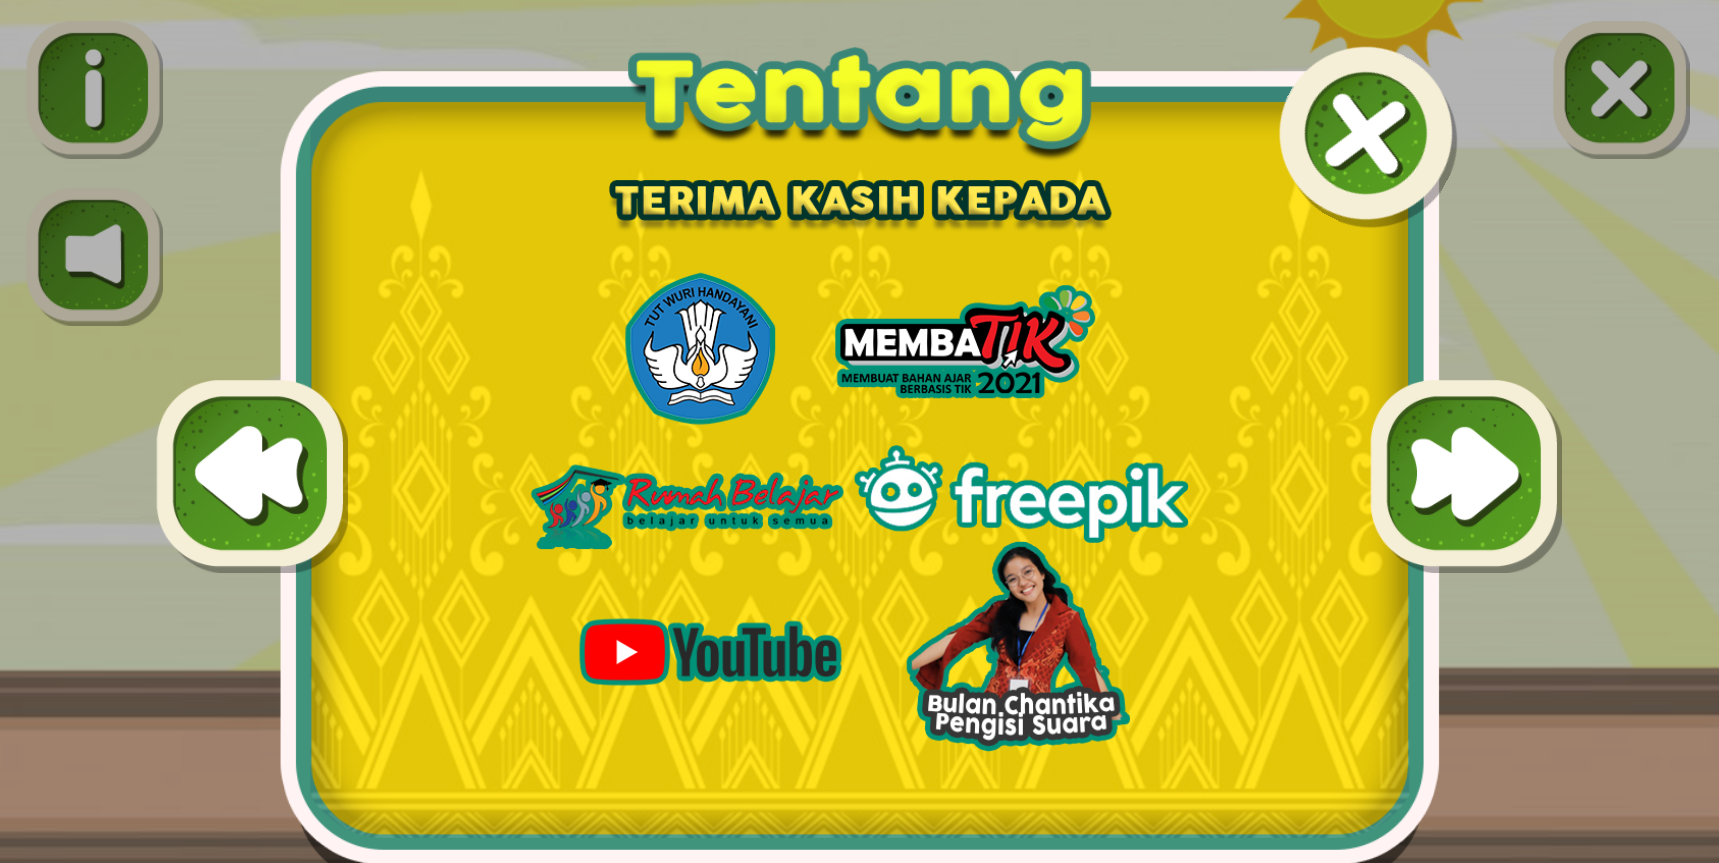 Tentang
TERIMA KASIH KEPADA
TUT WURI HANDAYANI
MEMBATIK
MEMBUAT BAHAN AJAR
BERBASIS TIK
2021
Rumah Belajar
belajar untuk semua
freepik
YouTube
Bulan Chantika
Pengisi Suara